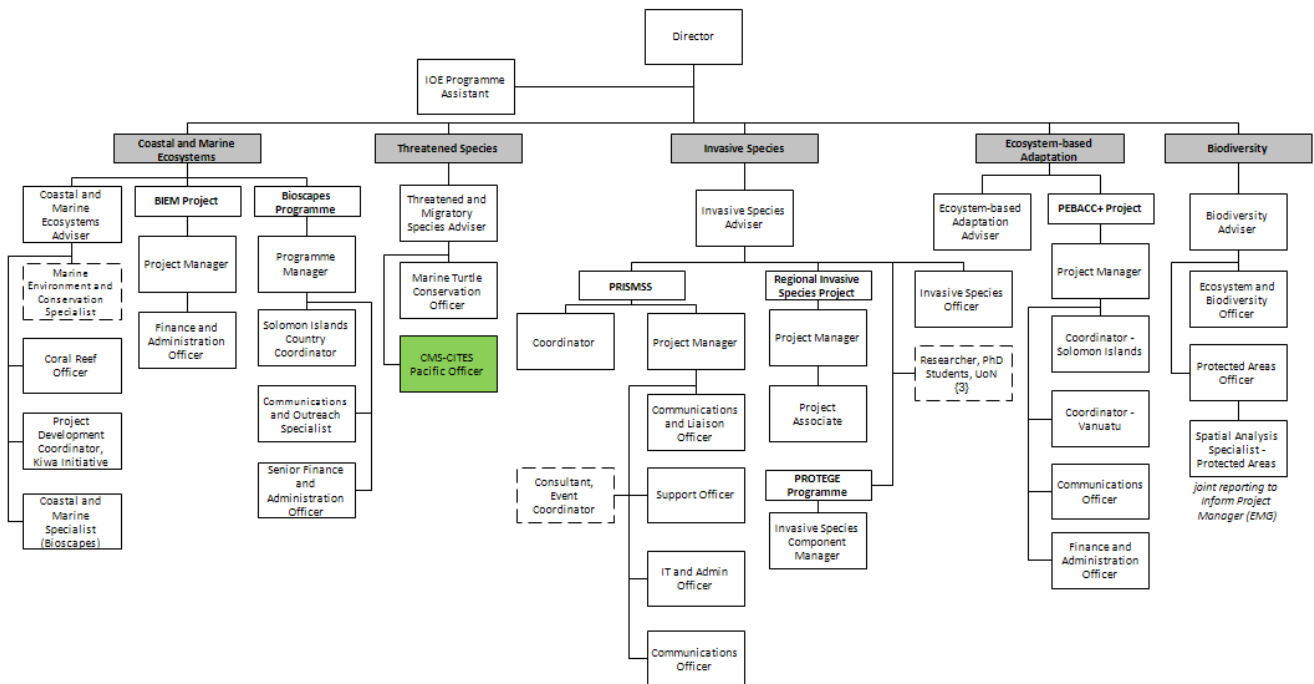 Director
IOE Programme
Assistant
Coastal and Marine
Ecosystems
Threatened Species
Invasive Species
Ecosystem-based
Adaptation
Biodiversity
Coastal and
Marine
Ecosystems
Adviser
BIEM Project
Bioscapes
Programme
Threatened and
Migratory
Species Adviser
Invasive Species
Adviser
Ecosystem-based
Adaptation
Adviser
PEBACC+ Project
Biodiversity
Adviser
Marine
Environment and
Conservation
Specialist
Project Manager
Programme
Manager
Marine Turtle
Conservation
Officer
PRISMSS
Regional Invasive
Species Project
Invasive Species
Officer
Project Manager
Ecosystem and
Biodiversity
Officer
Coral Reef
Officer
Finance and
Administration
Officer
Solomon Islands
Country
Coordinator
CMS-CITES
Pacific Officer
Coordinator
Project Manager
Project Manager
Researcher, PhD
Students, UoN
{3}
Coordinator -
Solomon Islands
Protected Areas
Officer
Project
Development
Coordinator,
Kiwa Initiative
Communications
and Outreach
Specialist
Communications
and Liaison
Officer
Project
Associate
Coordinator -
Vanuatu
Spatial Analysis
Specialist -
Protected Areas
joint reporting to
Inform Project
Manager (EMG)
Coastal and
Marine
Specialist
(Bioscapes)
Senior Finance
and
Administration
Officer
Consultant,
Event
Coordinator
Support Officer
PROTEGE
Programme
Invasive Species
Component
Manager
Communications
Officer
IT and Admin
Officer
Finance and
Administration
Officer
Communications
Officer